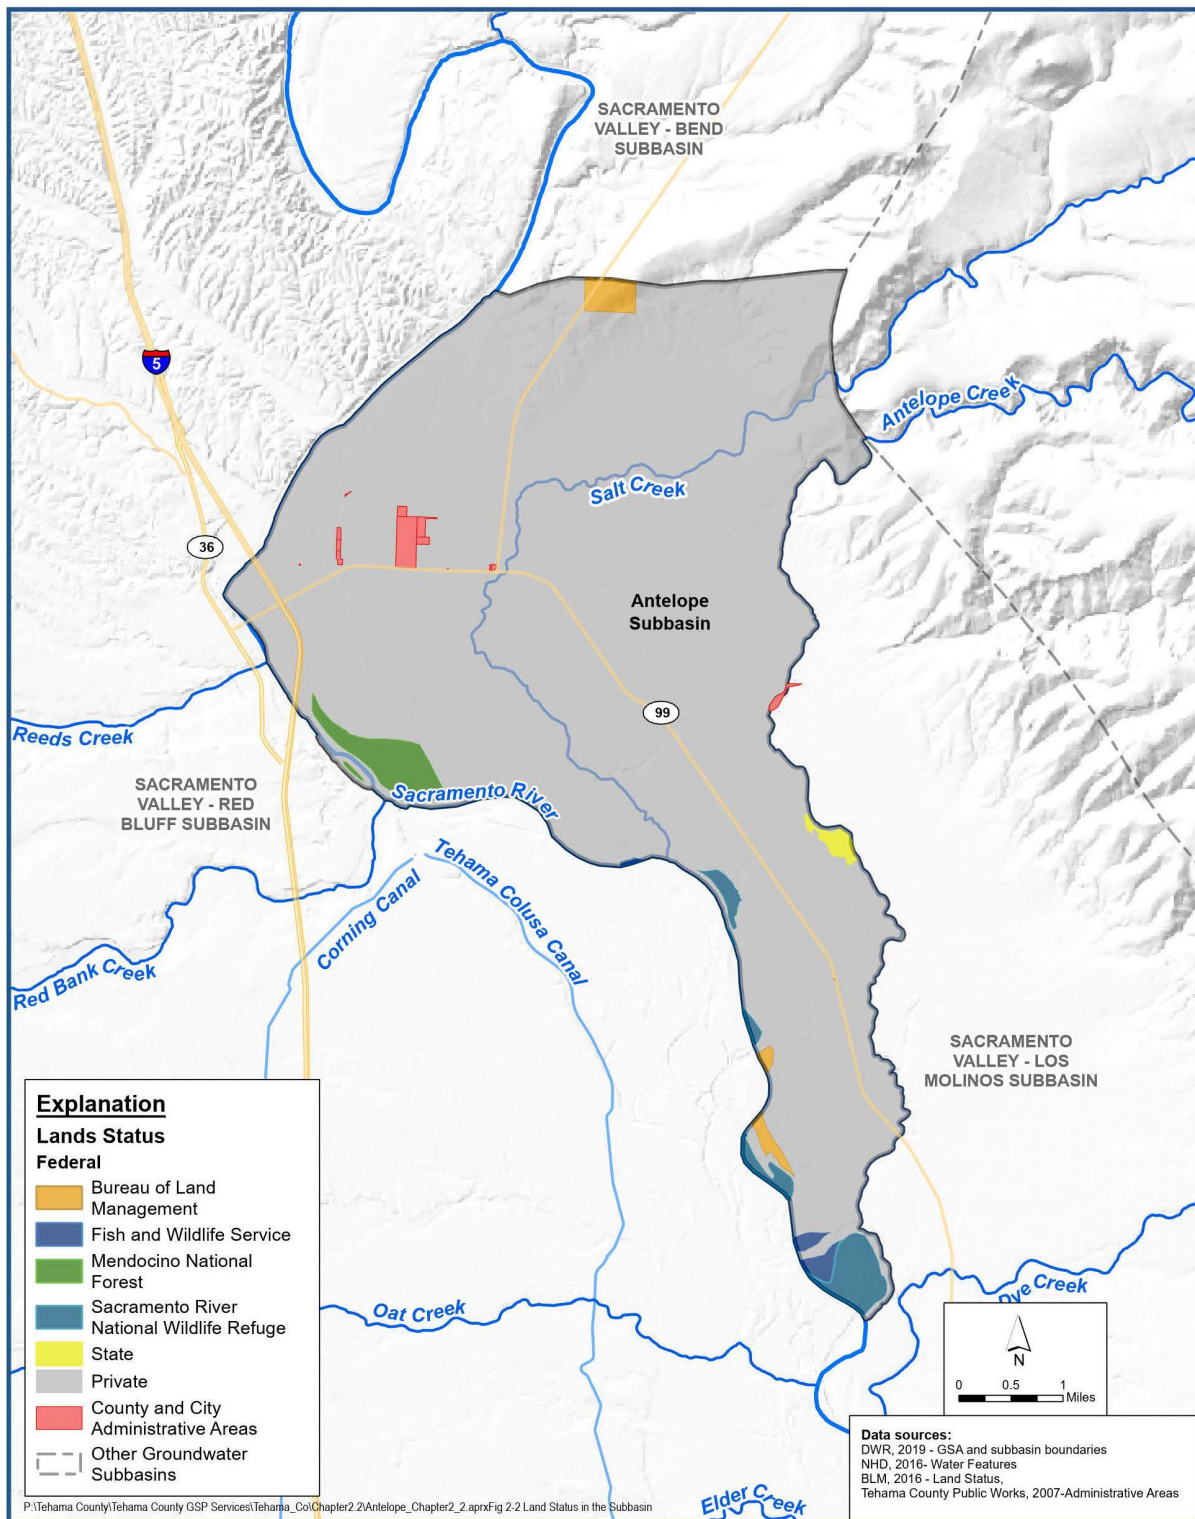 SACRAMENTO
VALLEY - BEND
SUBBASIN
5
Antelope Creek
Salt Creek
36
Antelope
Subbasin
99
Reeds Creek
SACRAMENTO
VALLEY - RED
BLUFF SUBBASIN
Sacramento River
Tehama Colusa Canal
Corning Canal
Red Bank Creek
SACRAMENTO
VALLEY - LOS
MOLINOS SUBBASIN
Explanation
Lands Status
Federal
Bureau of Land
Management
Fish and Wildlife Service
Mendocino National
Forest
Sacramento River
National Wildlife Refuge
State
Private
County and City
Administrative Areas
Other Groundwater
Subbasins
Oat Creek
Dye Creek
N
0 0.5 1
Miles
Data sources:
DWR, 2019 - GSA and subbasin boundaries
NHD, 2016- Water Features
BLM, 2016 - Land Status,
Tehama County Public Works, 2007-Administrative Areas
Elder Creek
P:\Tehama County\Tehama County GSP Services\Tehama_Co\Chapter2.2\Antelope_Chapter2_2.aprxFig 2-2 Land Status in the Subbasin